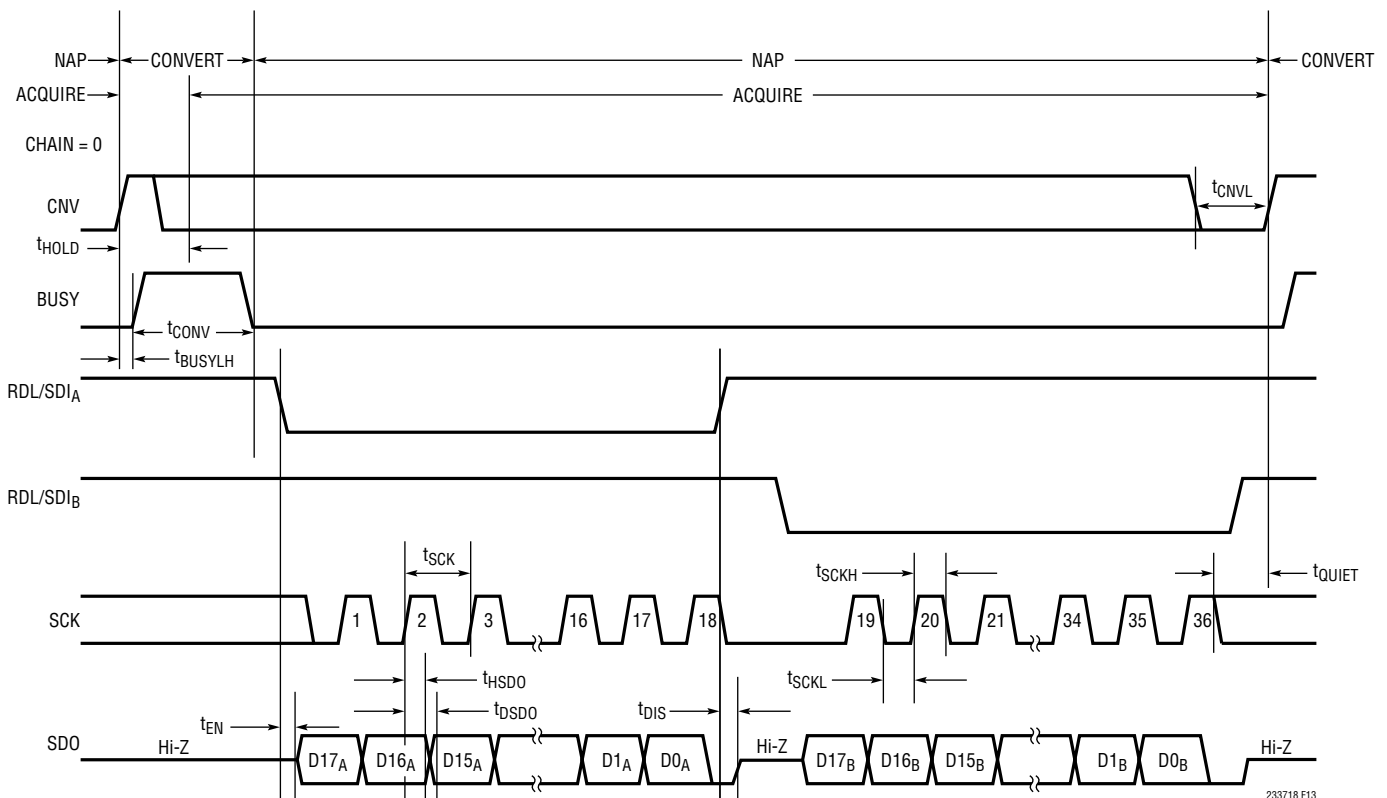 NAP CONVERT NAP CONVERT
ACQUIRE ACQUIRE
CHAIN = 0
CNV tCNVL
tHOLD
BUSY
tCONV
tBUSYLH
RDL/SDIA
RDL/SDIB
tSCK tSCKH tQUIET
SCK 1 2 3 16 17 18 19 20 21 34 35 36
tHSDO tSCKL
tEN tDSDO tDIS
SDO Hi-Z D17A D16A D15A D1A D0A Hi-Z D17B D16B D15B D1B D0B Hi-Z
233718 F13